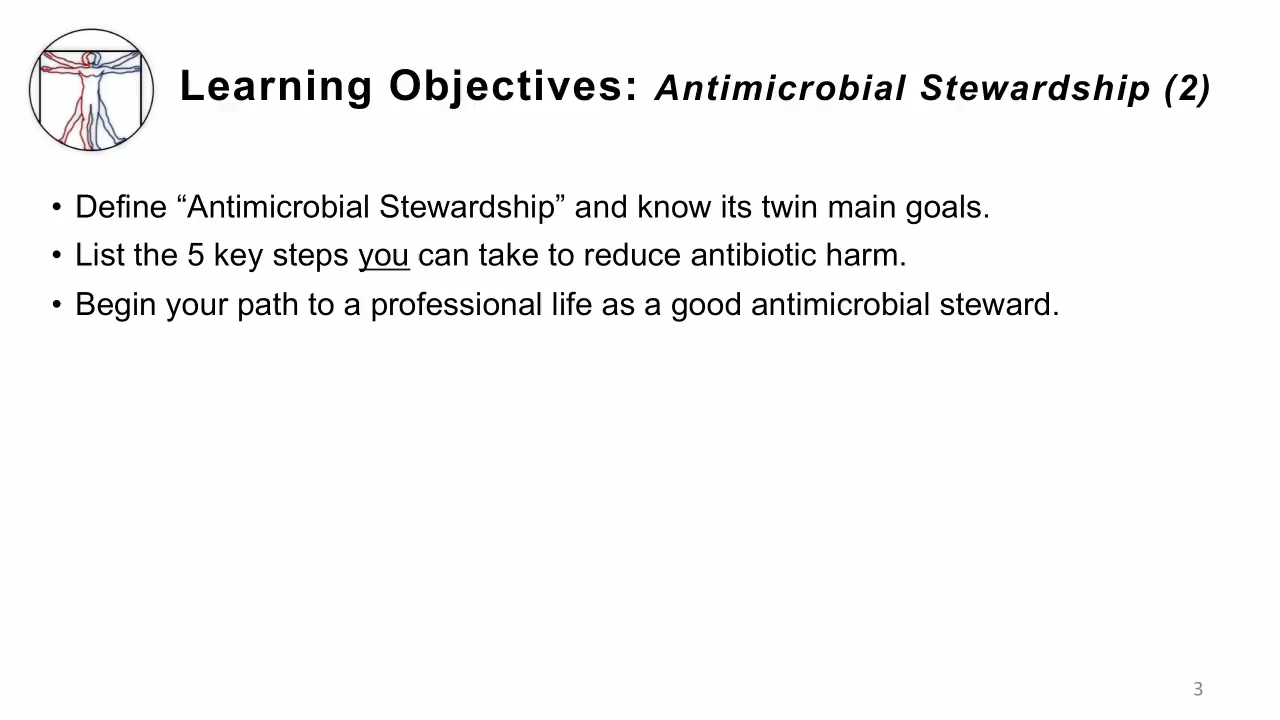 Learning Objectives: Antimicrobial Stewardship (2)
• Define “Antimicrobial Stewardship” and know its twin main goals.
• List the 5 key steps you can take to reduce antibiotic harm.
• Begin your path to a professional life as a good antimicrobial steward.
3